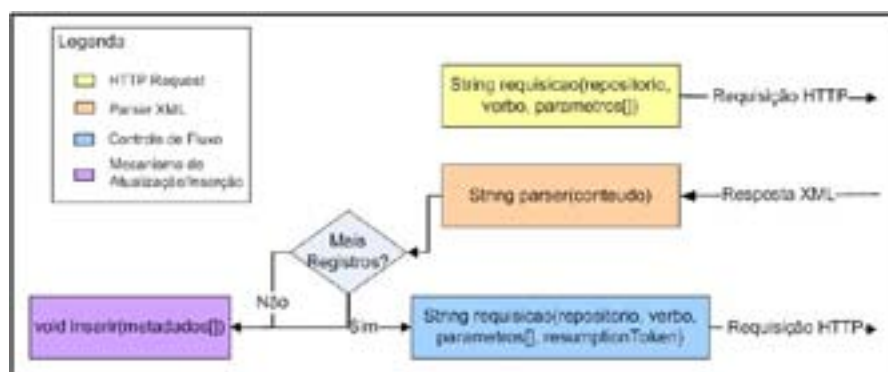 Legenda
HTTP Request
Parser XML
Controle de Fluxo
Mecanismo de
Atualização/Inserção
String requisicao(repositorio,
verbo, parametros[])
Requisição HTTP
String parser(conteudo)
Resposta XML
Mais
Registros?
Não
Sim
void inserir(metadados[])
String requisicao(repositorio, verbo,
parametros[], resumptionToken)
Requisição HTTP